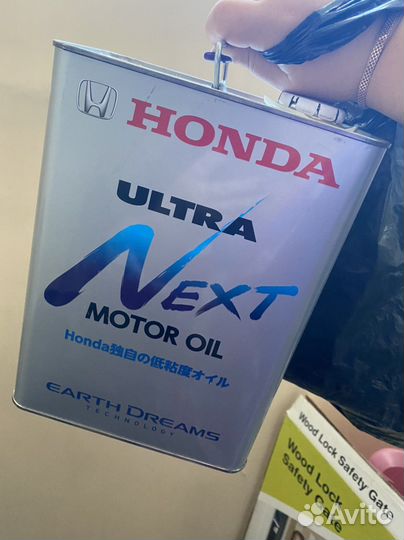 HONDA
ULTRA
NEXT
MOTOR OIL
Honda独自の低粘度オイル
EARTH DREAMS
TECHNOLOGY
Wood Lock Safety Gate
Wood Lock
Safety Gate
Avito